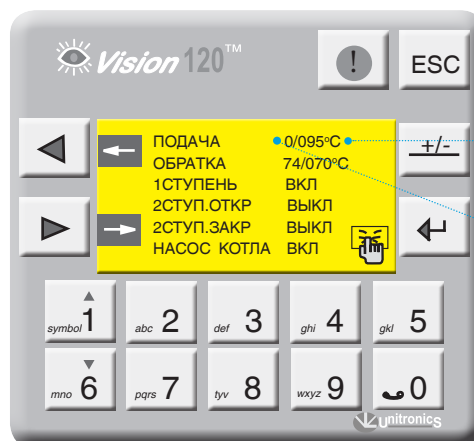 Vision 120™
! ESC
ПОДАЧА 0/095°C
+/-
ОБРАТКА 74/070°C
1СТУПЕНЬ ВКЛ
2СТУП.ОТКР ВЫКЛ
2СТУП.ЗАКР ВЫКЛ
НАСОС КОТЛА ВКЛ
symbol 1 abc 2 def 3 ghi 4 gkl 5
mno 6 pqrs 7 tyv 8 wxyz 9 0
unitronics